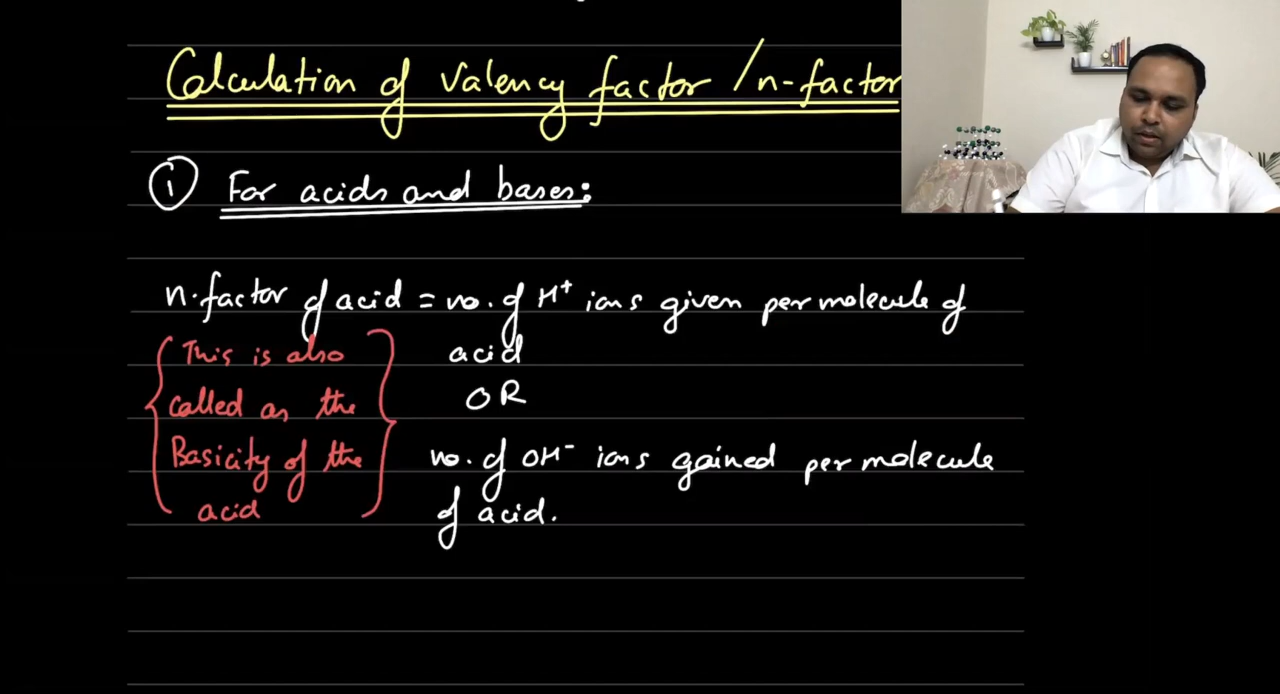 Calculation of Valency factor / n-factor
① For acids and bases:
n-factor of acid = no. of H⁺ ions given per molecule of
acid
OR
no. of OH⁻ ions gained per molecule
of acid.
{ This is also
called as the
Basicity of the
acid }